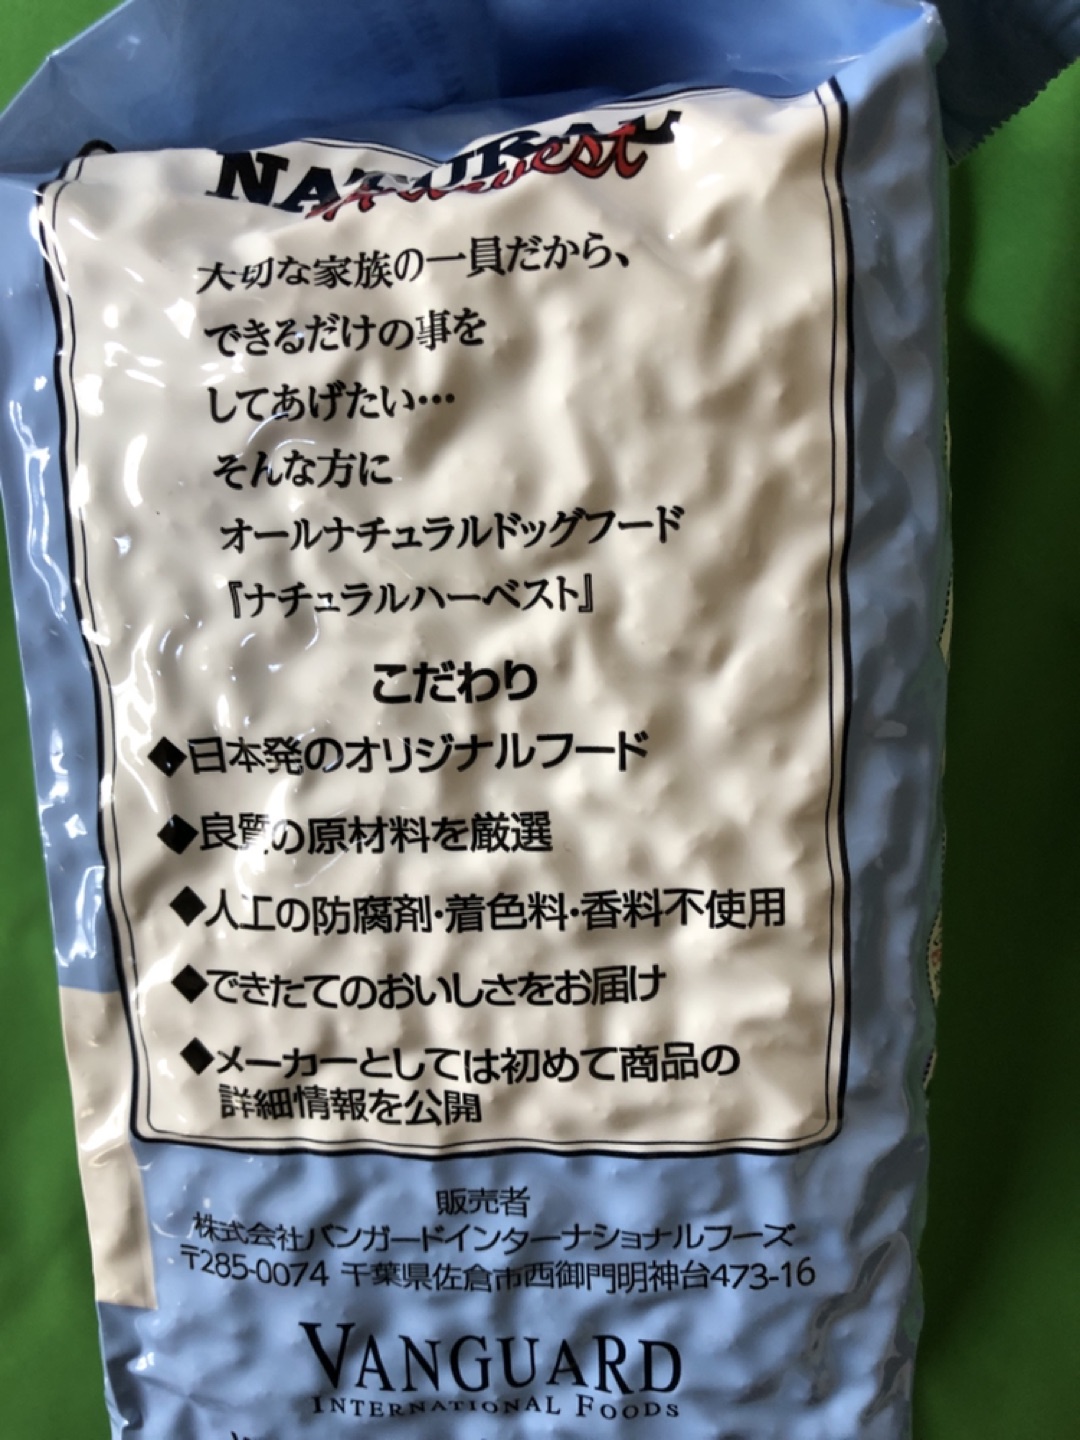 NATURAL
Harvest
大切な家族の一員だから、
できるだけの事を
してあげたい…
そんな方に
オールナチュラルドッグフード
『ナチュラルハーベスト』
こだわり
◆日本発のオリジナルフード
◆良質の原材料を厳選
◆人工の防腐剤・着色料・香料不使用
◆できたてのおいしさをお届け
◆メーカーとしては初めて商品の
詳細情報を公開
販売者
株式会社バンガードインターナショナルフーズ
〒285-0074 千葉県佐倉市西御門明神台473-16
VANGUARD
INTERNATIONAL FOODS